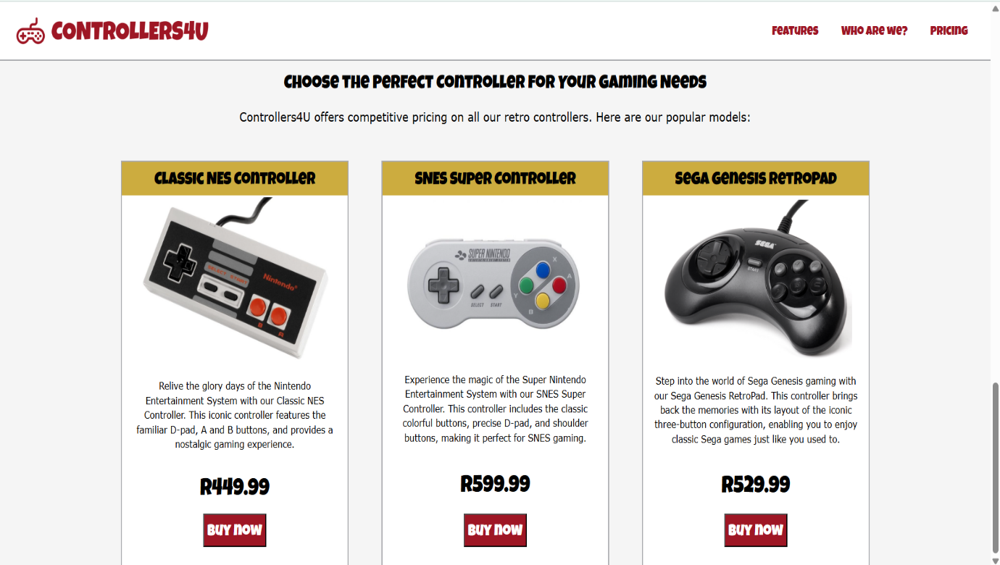 CONTROLLERS4U
Features
Who Are We?
Pricing
Choose the Perfect Controller for Your Gaming Needs
Controllers4U offers competitive pricing on all our retro controllers. Here are our popular models:
Classic NES Controller
SELECT START
Nintendo®
B
A
Relive the glory days of the Nintendo
Entertainment System with our Classic NES
Controller. This iconic controller features the
familiar D-pad, A and B buttons, and provides a
nostalgic gaming experience.
R449.99
Buy Now
SNES Super Controller
SUPER NINTENDO
ENTERTAINMENT SYSTEM
X
A
Y
B
SELECT START
Experience the magic of the Super Nintendo
Entertainment System with our SNES Super
Controller. This controller includes the classic
colorful buttons, precise D-pad, and shoulder
buttons, making it perfect for SNES gaming.
R599.99
Buy Now
Sega Genesis RetroPad
SEGA
START
Step into the world of Sega Genesis gaming with
our Sega Genesis RetroPad. This controller brings
back the memories with its layout of the iconic
three-button configuration, enabling you to enjoy
classic Sega games just like you used to.
R529.99
Buy Now